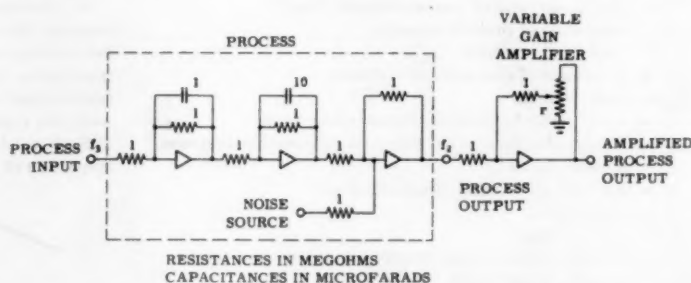 VARIABLE
GAIN
AMPLIFIER
PROCESS
1
10
1
1
r
1
1
PROCESS
INPUT
f3
1
1
1
f2
1
AMPLIFIED
PROCESS
OUTPUT
PROCESS
OUTPUT
NOISE
SOURCE
1
RESISTANCES IN MEGOHMS
CAPACITANCES IN MICROFARADS